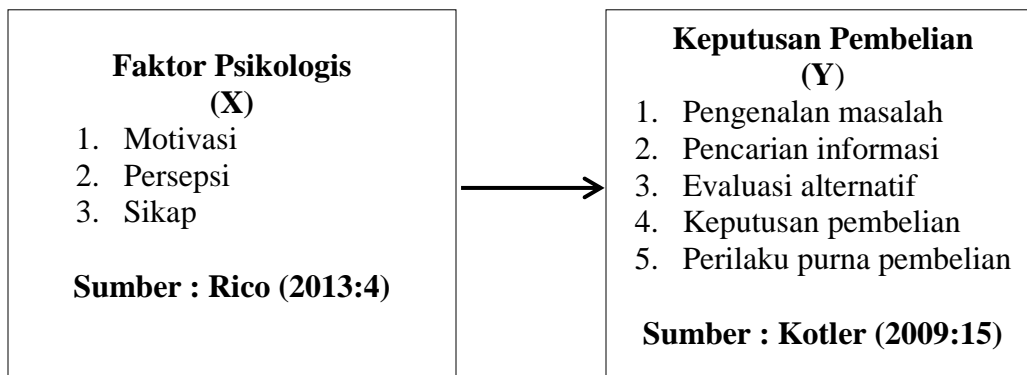 Faktor Psikologis
(X)
1. Motivasi
2. Persepsi
3. Sikap
Sumber : Rico (2013:4)
Keputusan Pembelian
(Y)
1. Pengenalan masalah
2. Pencarian informasi
3. Evaluasi alternatif
4. Keputusan pembelian
5. Perilaku purna pembelian
Sumber : Kotler (2009:15)